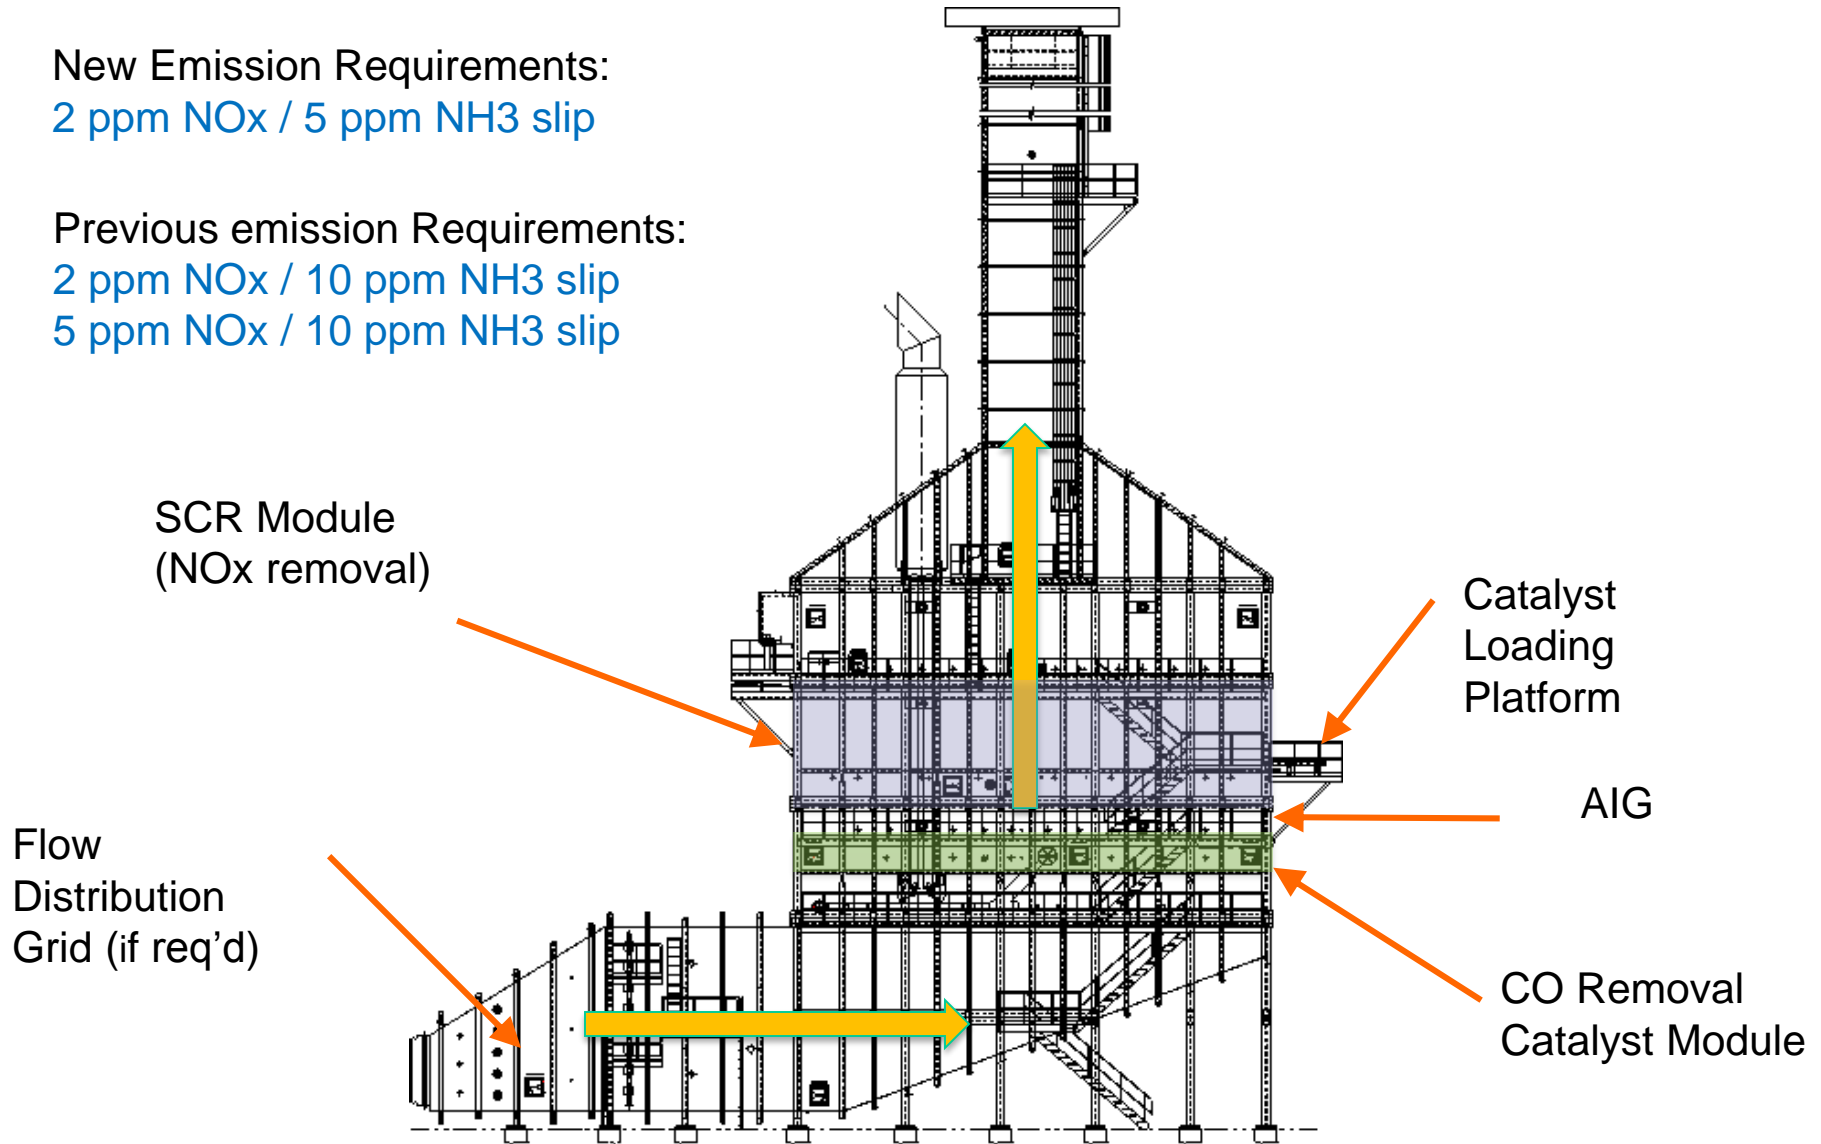 New Emission Requirements:
2 ppm NOx / 5 ppm NH3 slip
Previous emission Requirements:
2 ppm NOx / 10 ppm NH3 slip
5 ppm NOx / 10 ppm NH3 slip
SCR Module
(NOx removal)
Catalyst
Loading
Platform
AIG
Flow
Distribution
Grid (if req’d)
CO Removal
Catalyst Module